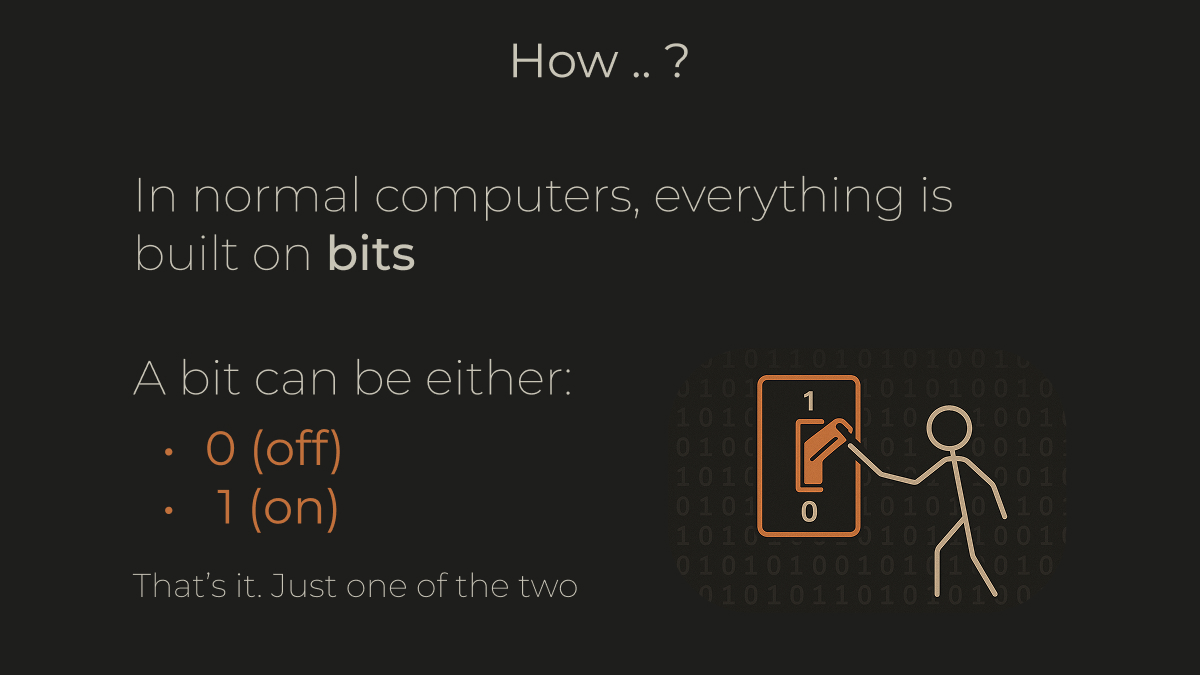 How .. ?
In normal computers, everything is
built on bits
A bit can be either:
• 0 (off)
• 1 (on)
That’s it. Just one of the two
1
0